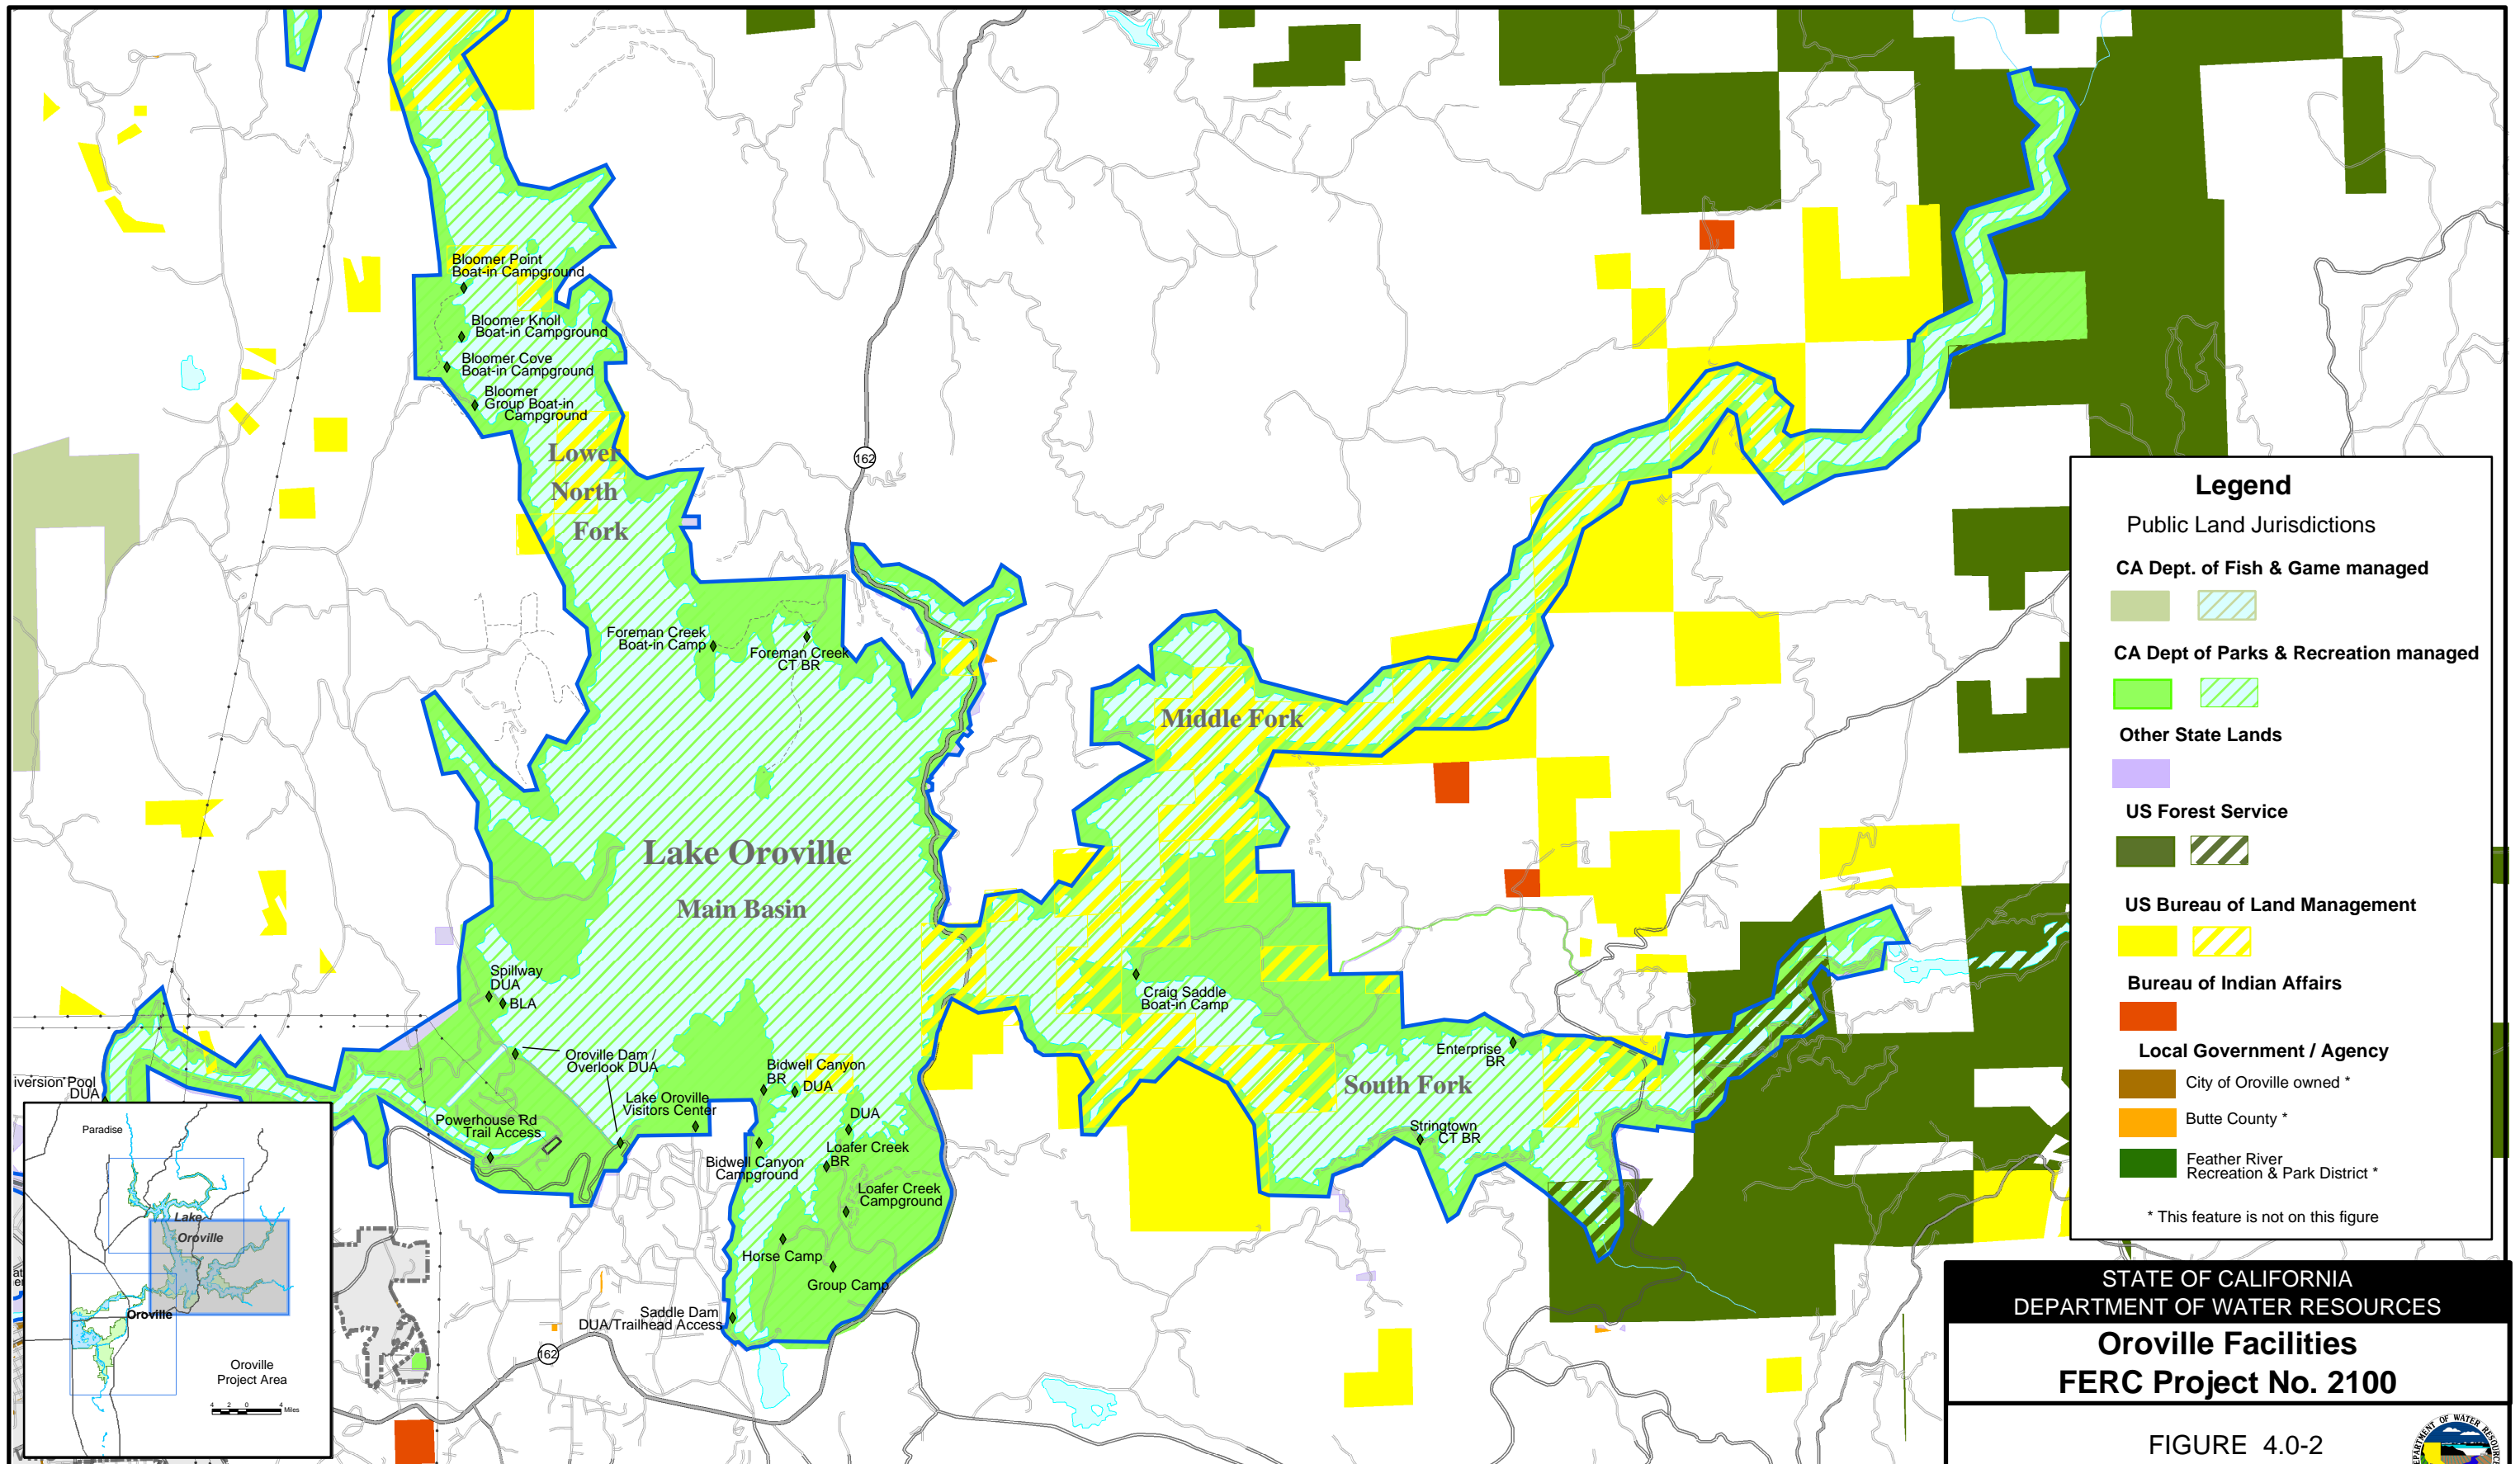 Bloomer Point
Boat-in Campground
Bloomer Knoll
Boat-in Campground
Bloomer Cove
Boat-in Campground
Bloomer
Group Boat-in
Campground
Lower
North
Fork
162
Foreman Creek
Boat-in Camp
Foreman Creek
CT BR
Middle Fork
Lake Oroville
Main Basin
Spillway
DUA
BLA
Craig Saddle
Boat-in Camp
Oroville Dam /
Overlook DUA
Bidwell Canyon
BR
DUA
Enterprise
BR
South Fork
iversion Pool
DUA
Lake Oroville
Visitors Center
DUA
Powerhouse Rd
Trail Access
Stringtown
CT BR
Loafer Creek
BR
Bidwell Canyon
Campground
Loafer Creek
Campground
Horse Camp
Group Camp
Saddle Dam
DUA/Trailhead Access
162
Paradise
Lake
Oroville
Oroville
Oroville
Project Area
4 2 0 4
Miles
Legend
Public Land Jurisdictions
CA Dept. of Fish & Game managed
CA Dept of Parks & Recreation managed
Other State Lands
US Forest Service
US Bureau of Land Management
Bureau of Indian Affairs
Local Government / Agency
City of Oroville owned *
Butte County *
Feather River
Recreation & Park District *
* This feature is not on this figure
STATE OF CALIFORNIA
DEPARTMENT OF WATER RESOURCES
Oroville Facilities
FERC Project No. 2100
FIGURE 4.0-2
DEPARTMENT OF WATER RESOURCES